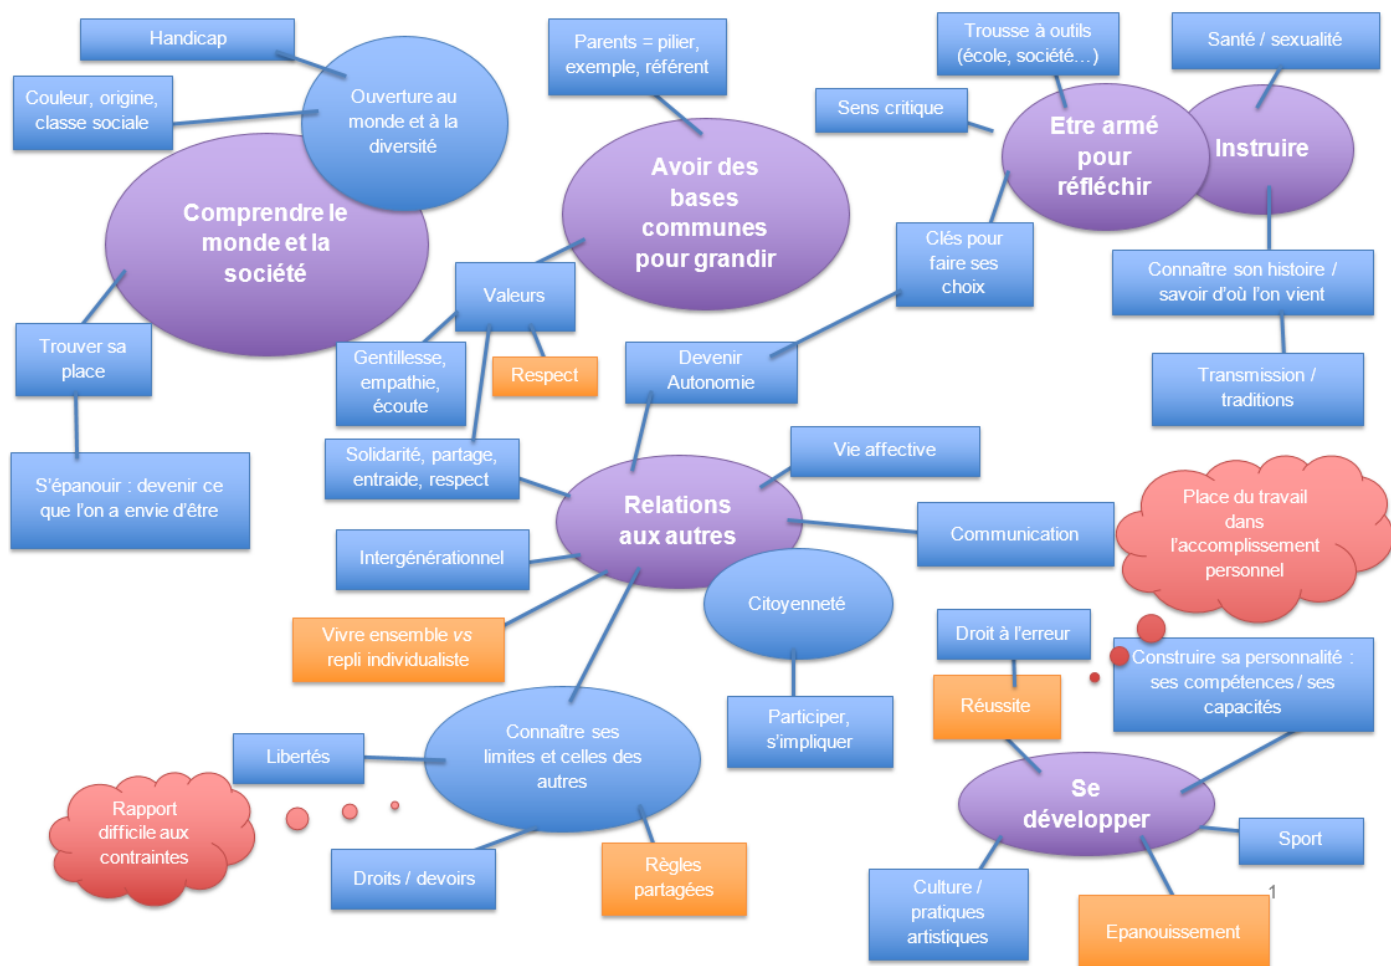 Handicap
Couleur, origine,
classe sociale
Ouverture au
monde et à la
diversité
Comprendre le
monde et la
société
Trouver sa
place
S'épanouir : devenir ce
que l'on a envie d'être
Parents = pilier,
exemple, référent
Avoir des
bases
communes
pour grandir
Valeurs
Gentillesse,
empathie,
écoute
Respect
Solidarité, partage,
entraide, respect
Trousse à outils
(école, société…)
Santé / sexualité
Sens critique
Etre armé
pour
réfléchir
Instruire
Clés pour
faire ses
choix
Connaître son histoire /
savoir d'où l'on vient
Transmission /
traditions
Devenir
Autonomie
Vie affective
Relations
aux autres
Communication
Intergénérationnel
Citoyenneté
Vivre ensemble vs
repli individualiste
Participer,
s'impliquer
Connaître ses
limites et celles des
autres
Libertés
Rapport
difficile aux
contraintes
Droits / devoirs
Règles
partagées
Place du travail
dans
l'accomplissement
personnel
Droit à l'erreur
Réussite
Construire sa personnalité :
ses compétences / ses
capacités
Se
développer
Sport
Culture /
pratiques
artistiques
Epanouissement
1